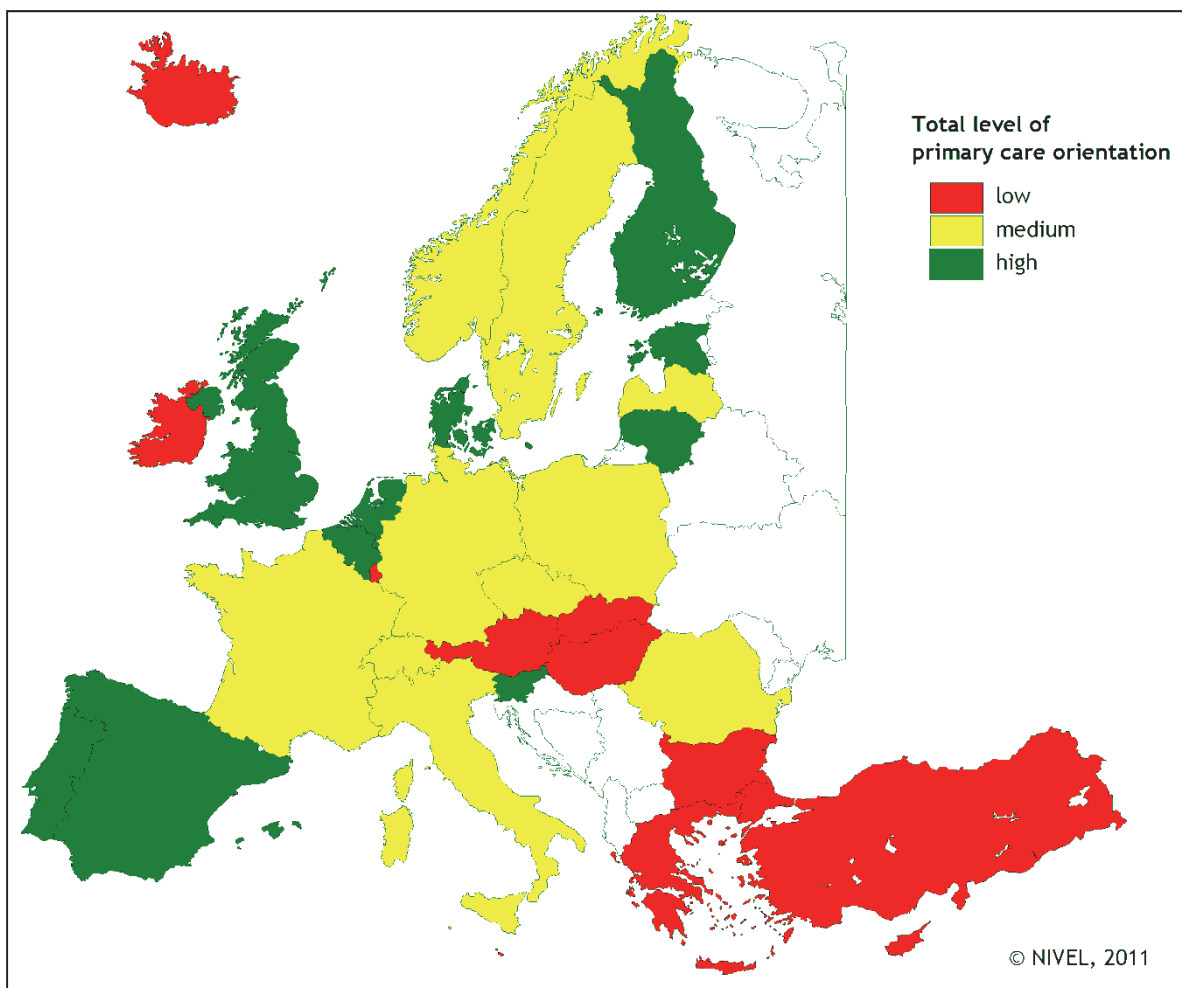 Total level of
primary care orientation
low
medium
high
© NIVEL, 2011